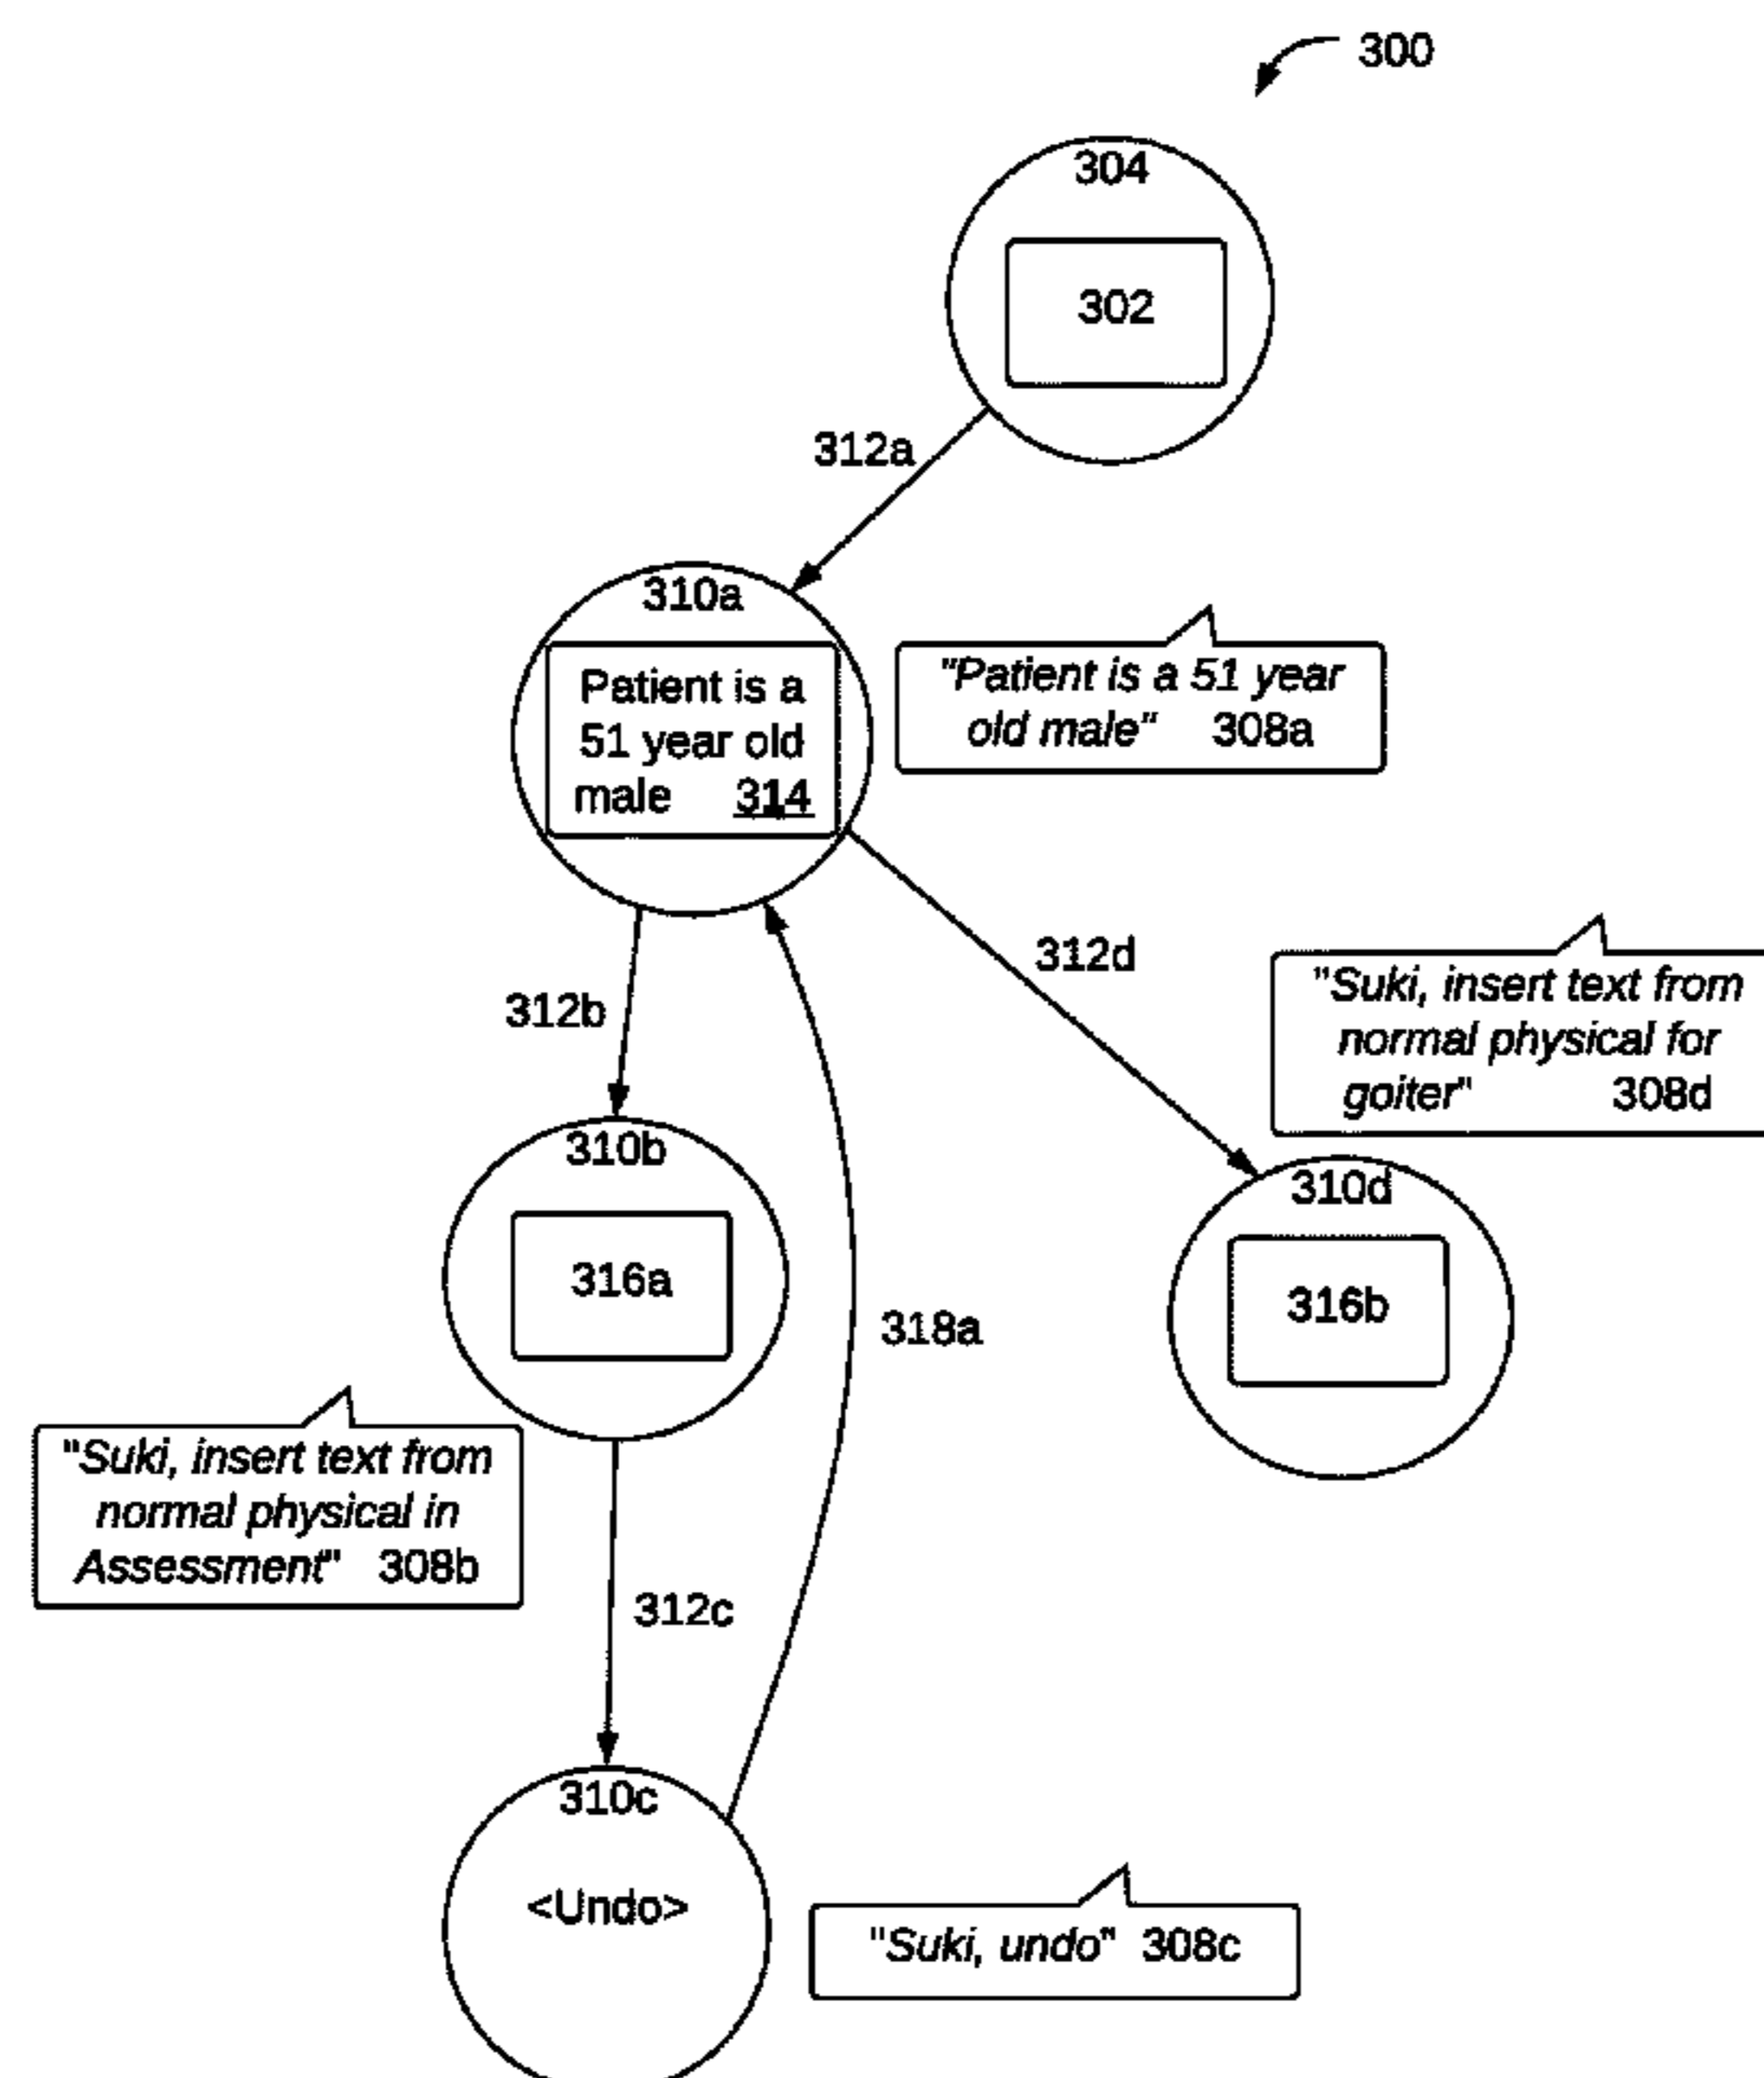 300
304
302
312a
310a
Patient is a
51 year old
male 314
"Patient is a 51 year
old male" 308a
312b
312d
"Suki, insert text from
normal physical for
goiter" 308d
310b
316a
310d
316b
318a
"Suki, insert text from
normal physical in
Assessment" 308b
312c
310c
<Undo>
"Suki, undo" 308c